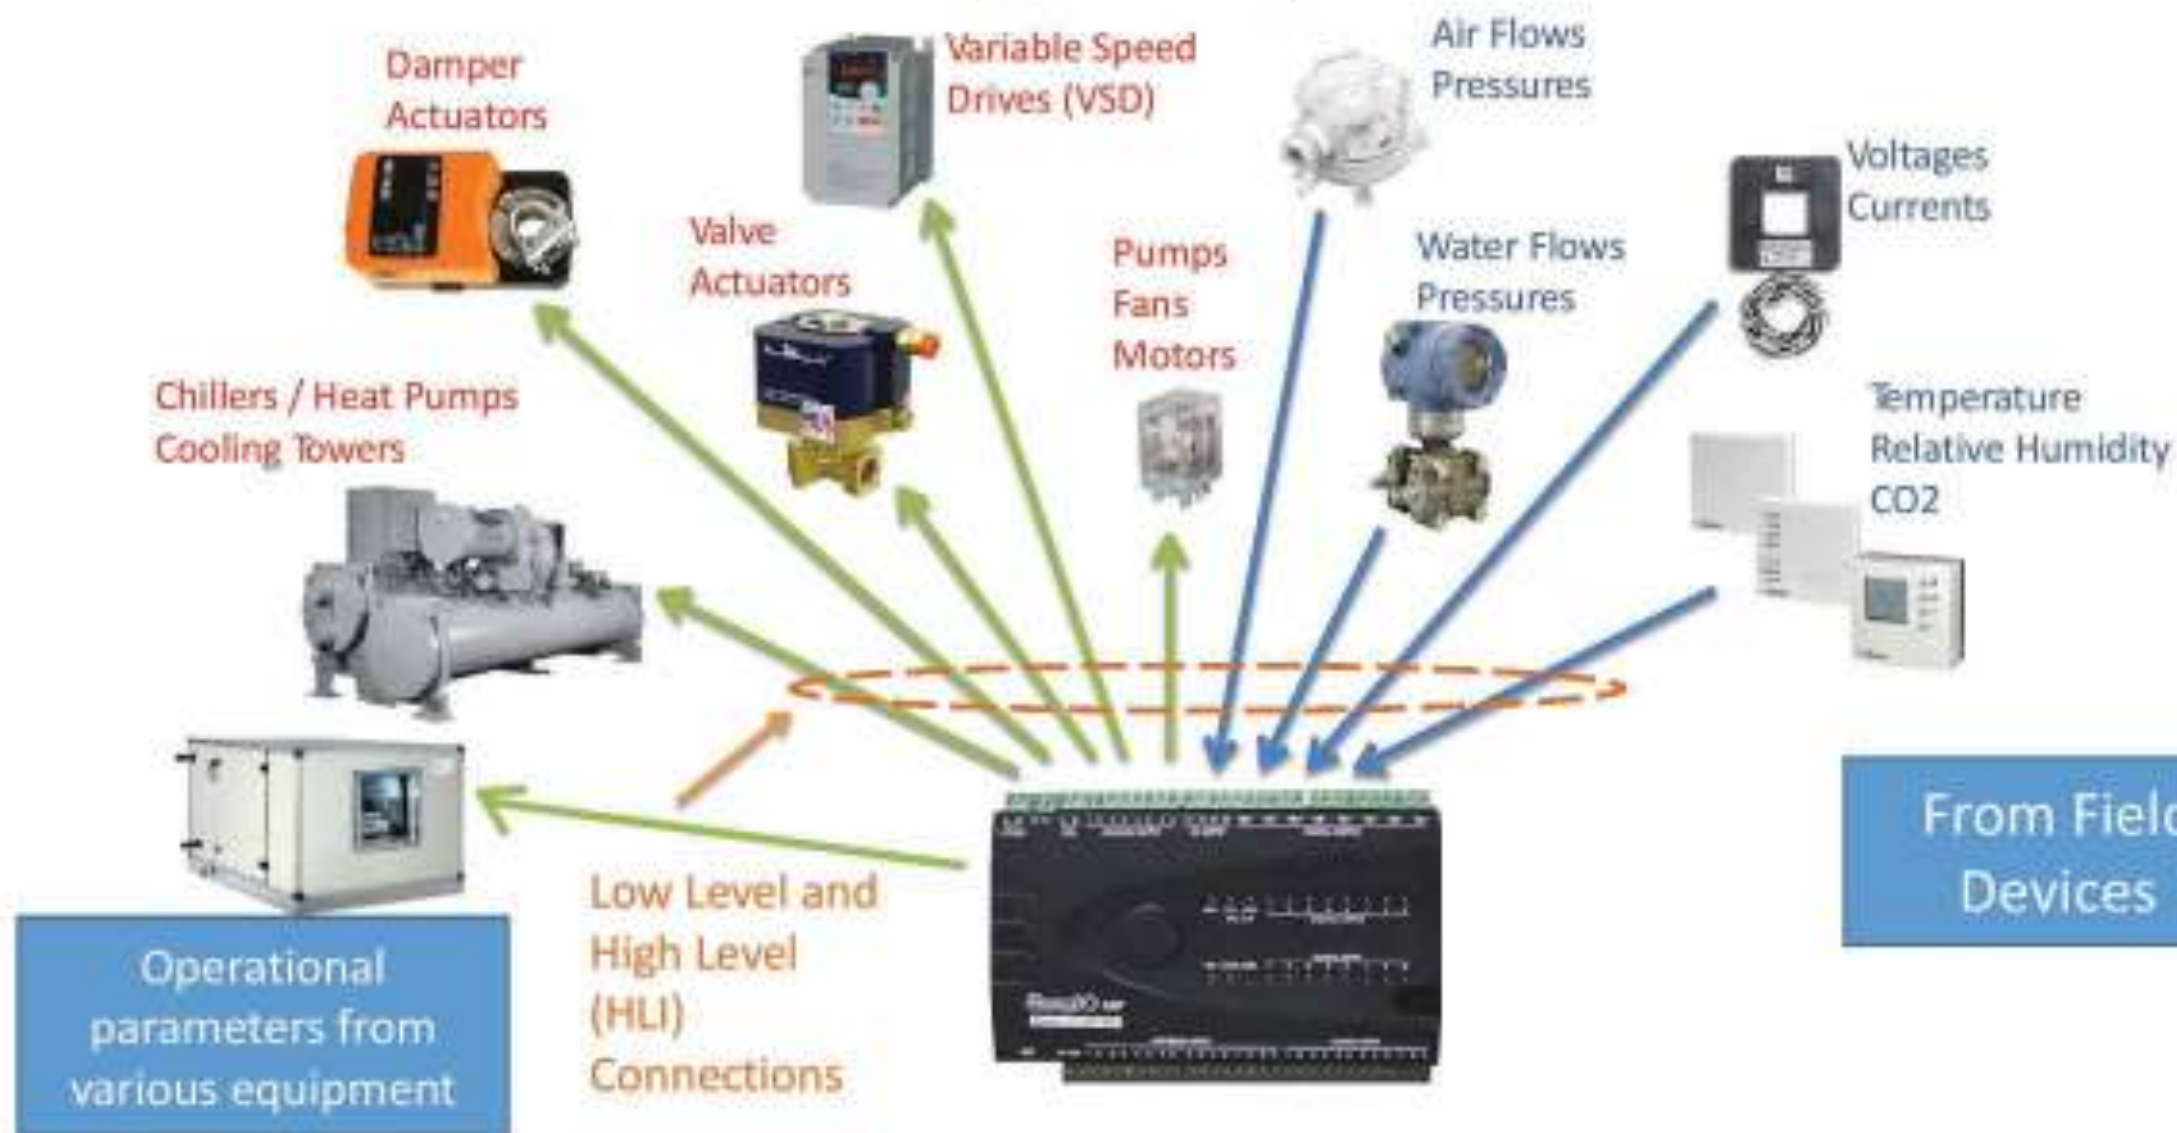 Damper
Actuators
Variable Speed
Drives (VSD)
Air Flows
Pressures
Voltages
Currents
Valve
Actuators
Pumps
Fans
Motors
Water Flows
Pressures
Chillers / Heat Pumps
Cooling Towers
Temperature
Relative Humidity
CO2
From Field
Devices
Low Level and
High Level
(HLI)
Connections
Operational
parameters from
various equipment